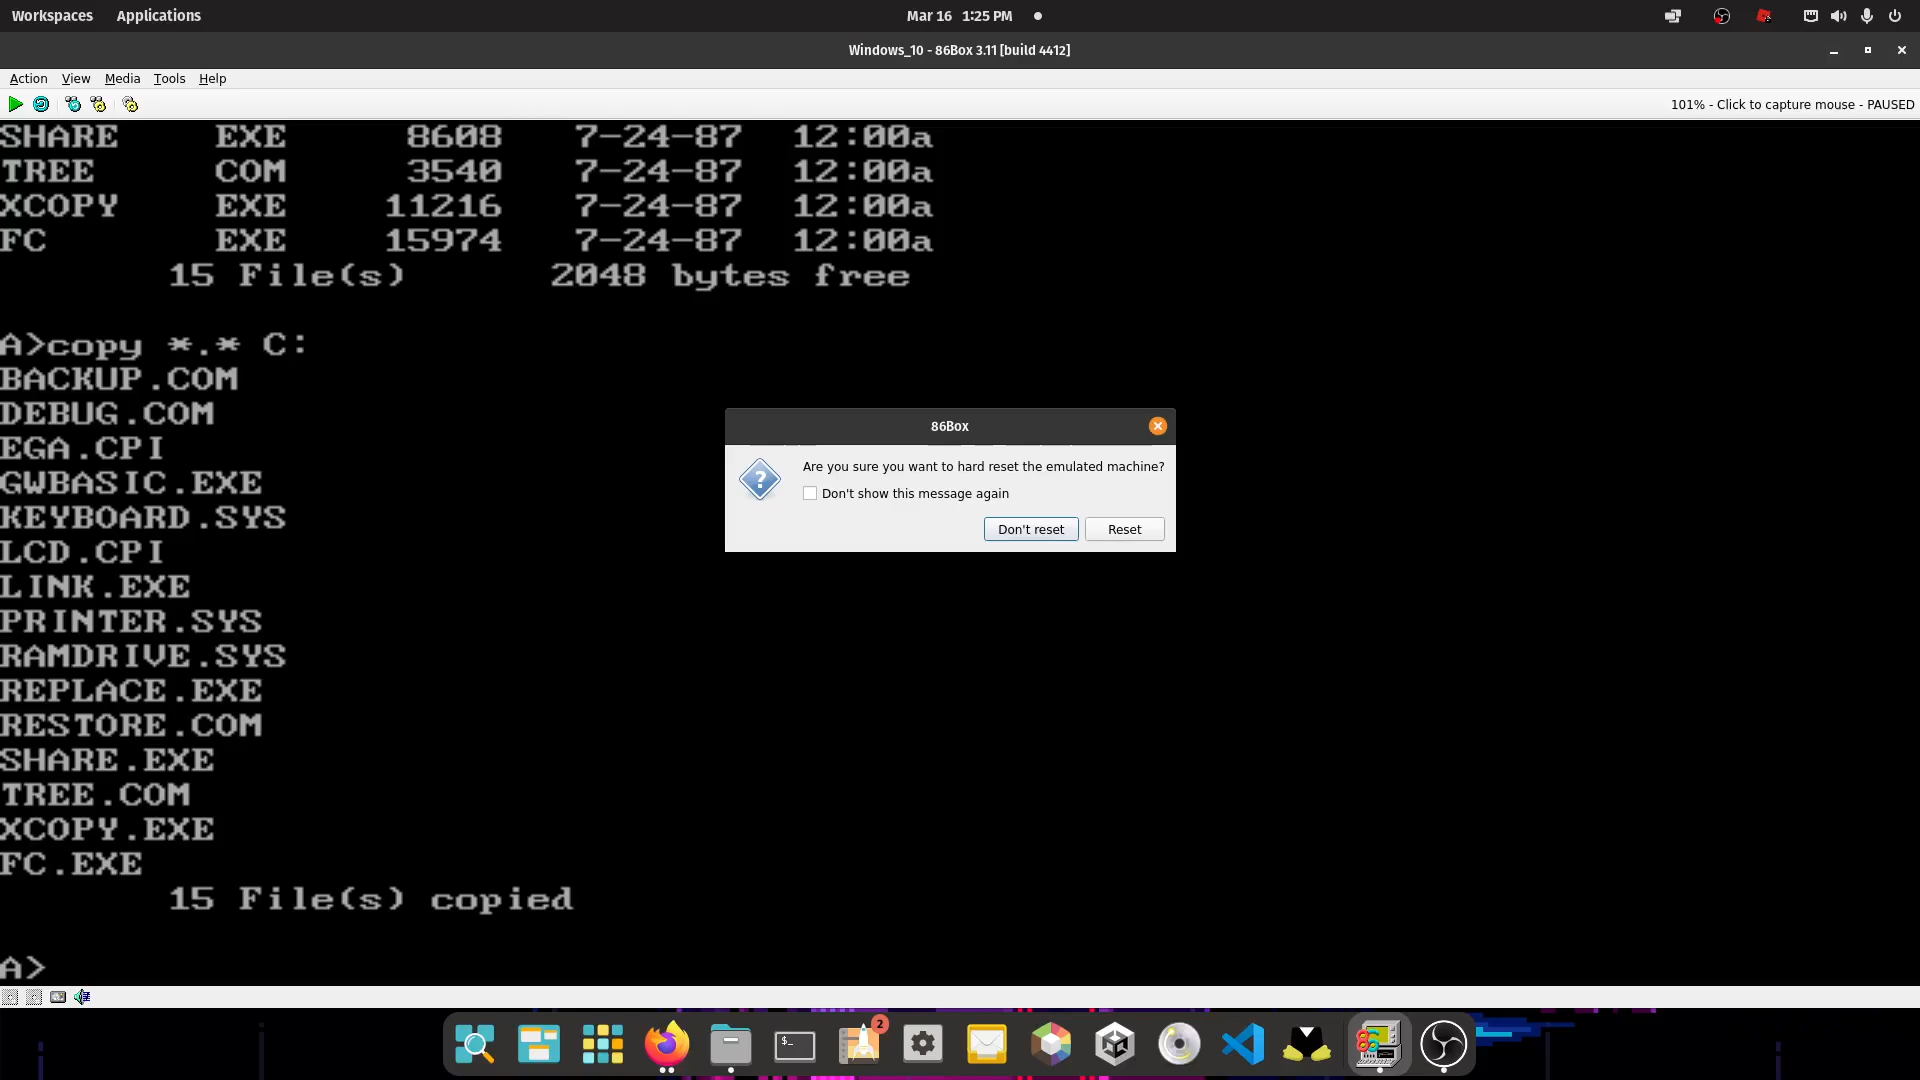 Workspaces Applications Mar 16 1:25 PM
Windows_10 - 86Box 3.11 [build 4412]
Action View Media Tools Help
101% - Click to capture mouse - PAUSED
SHARE EXE 8608 7-24-87 12:00a
TREE COM 3540 7-24-87 12:00a
XCOPY EXE 11216 7-24-87 12:00a
FC EXE 15974 7-24-87 12:00a
15 File(s) 2048 bytes free
A>copy *.* C:
BACKUP.COM
DEBUG.COM
EGA.CPI
GWBASIC.EXE
KEYBOARD.SYS
LCD.CPI
LINK.EXE
PRINTER.SYS
RAMDRIVE.SYS
REPLACE.EXE
RESTORE.COM
SHARE.EXE
TREE.COM
XCOPY.EXE
FC.EXE
15 File(s) copied
A>
86Box
Are you sure you want to hard reset the emulated machine?
Don't show this message again
Don't reset Reset
$_
2
86